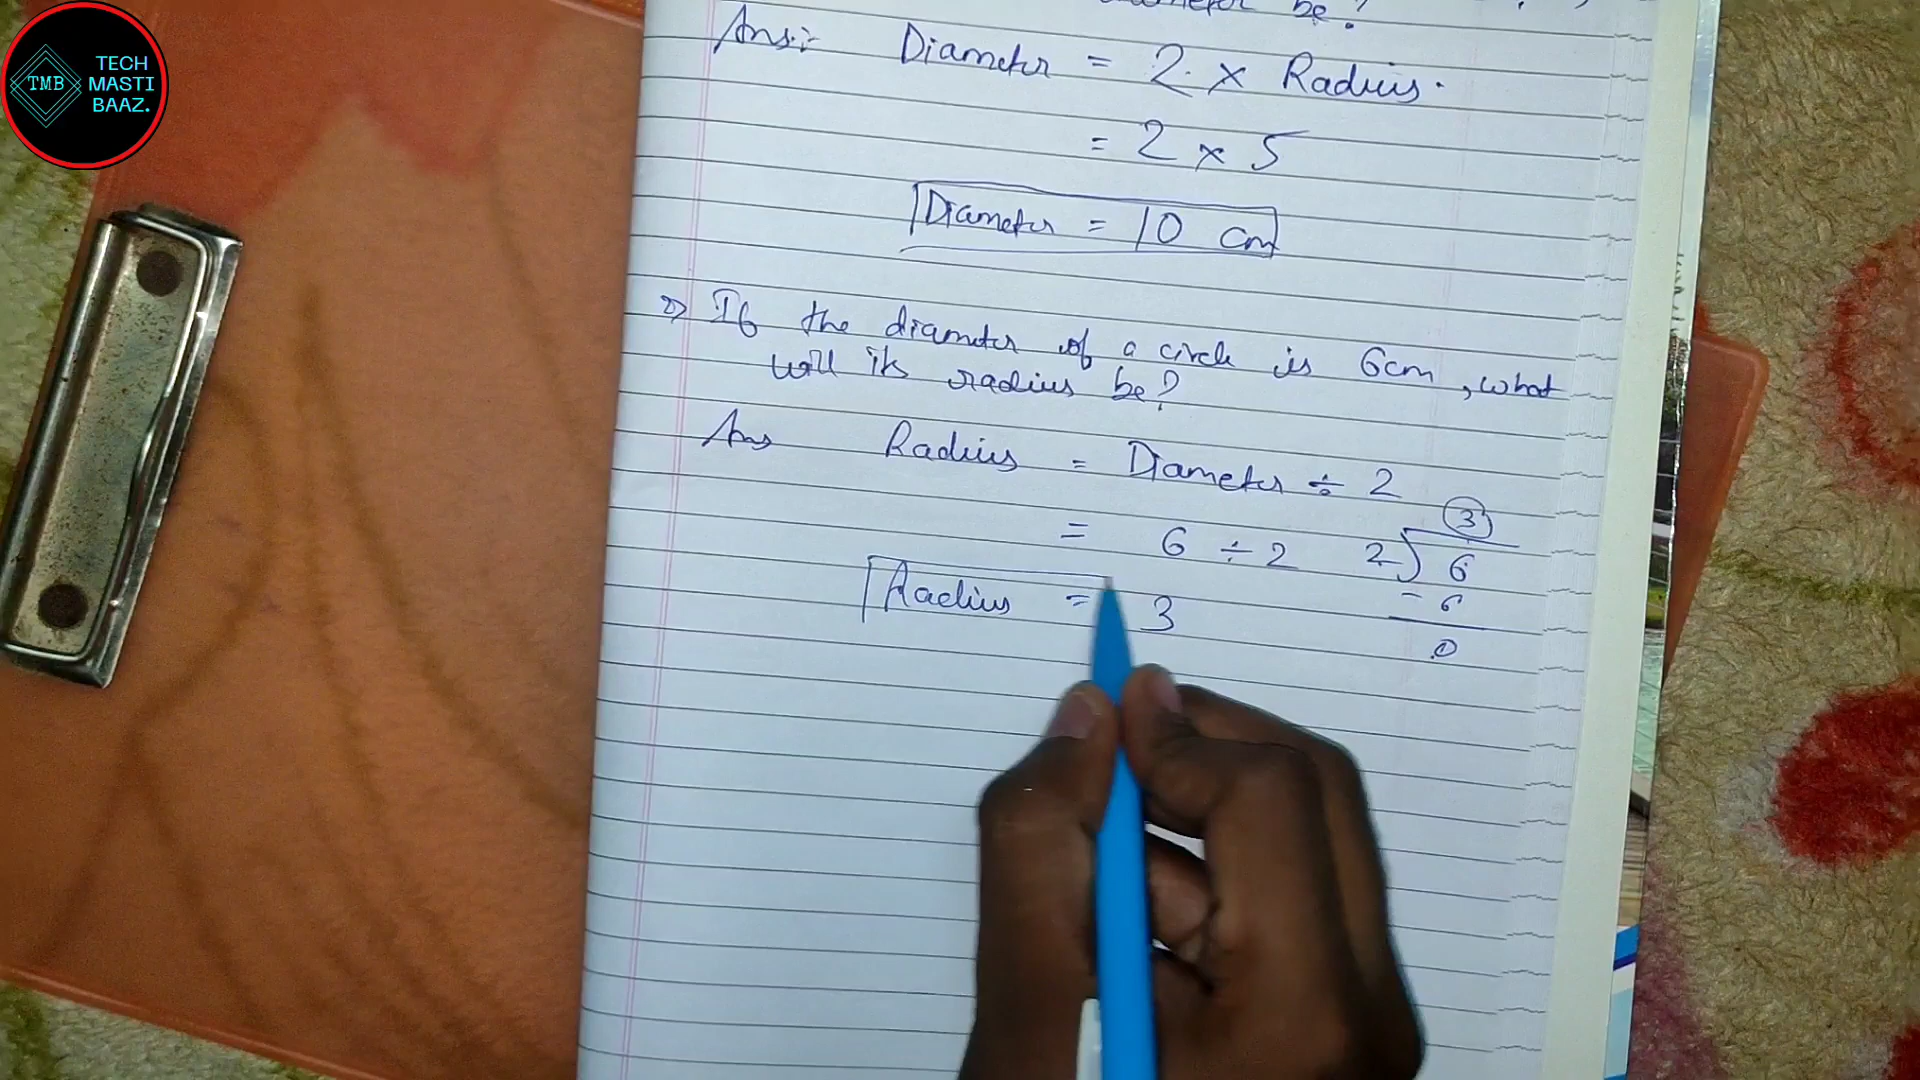 TMB
TECH
MASTI
BAAZ.
be?
Ans:- Diameter = 2 × Radius.
= 2 × 5
Diameter = 10 cm
2) If the diameter of a circle is 6cm, what
will its radius be?
Ans Radius = Diameter ÷ 2
= 6 ÷ 2 2) 6
3
Radius = 3
- 6
0